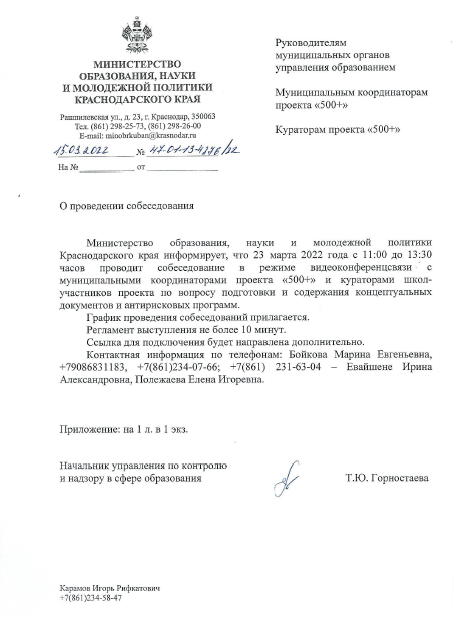 МИНИСТЕРСТВО
ОБРАЗОВАНИЯ, НАУКИ
И МОЛОДЕЖНОЙ ПОЛИТИКИ
КРАСНОДАРСКОГО КРАЯ
Рашпилевская ул., д. 23, г. Краснодар, 350063
Тел. (861) 298-25-73, (861) 298-26-00
E-mail: minobrkuban@krasnodar.ru
15.03.2022 № 47-01-13-4276/22
На № от
Руководителям
муниципальных органов
управления образованием
Муниципальным координаторам
проекта «500+»
Кураторам проекта «500+»
О проведении собеседования
Министерство образования, науки и молодежной политики
Краснодарского края информирует, что 23 марта 2022 года с 11:00 до 13:30
часов проводит собеседование в режиме видеоконференцсвязи с
муниципальными координаторами проекта «500+» и кураторами школ-
участников проекта по вопросу подготовки и содержания концептуальных
документов и антирисковых программ.
График проведения собеседований прилагается.
Регламент выступления не более 10 минут.
Ссылка для подключения будет направлена дополнительно.
Контактная информация по телефонам: Бойкова Марина Евгеньевна,
+79086831183, +7(861)234-07-66; +7(861) 231-63-04 – Евайшене Ирина
Александровна, Полежаева Елена Игоревна.
Приложение: на 1 л. в 1 экз.
Начальник управления по контролю
и надзору в сфере образования
Т.Ю. Горностаева
Карамов Игорь Рифкатович
+7(861)234-58-47